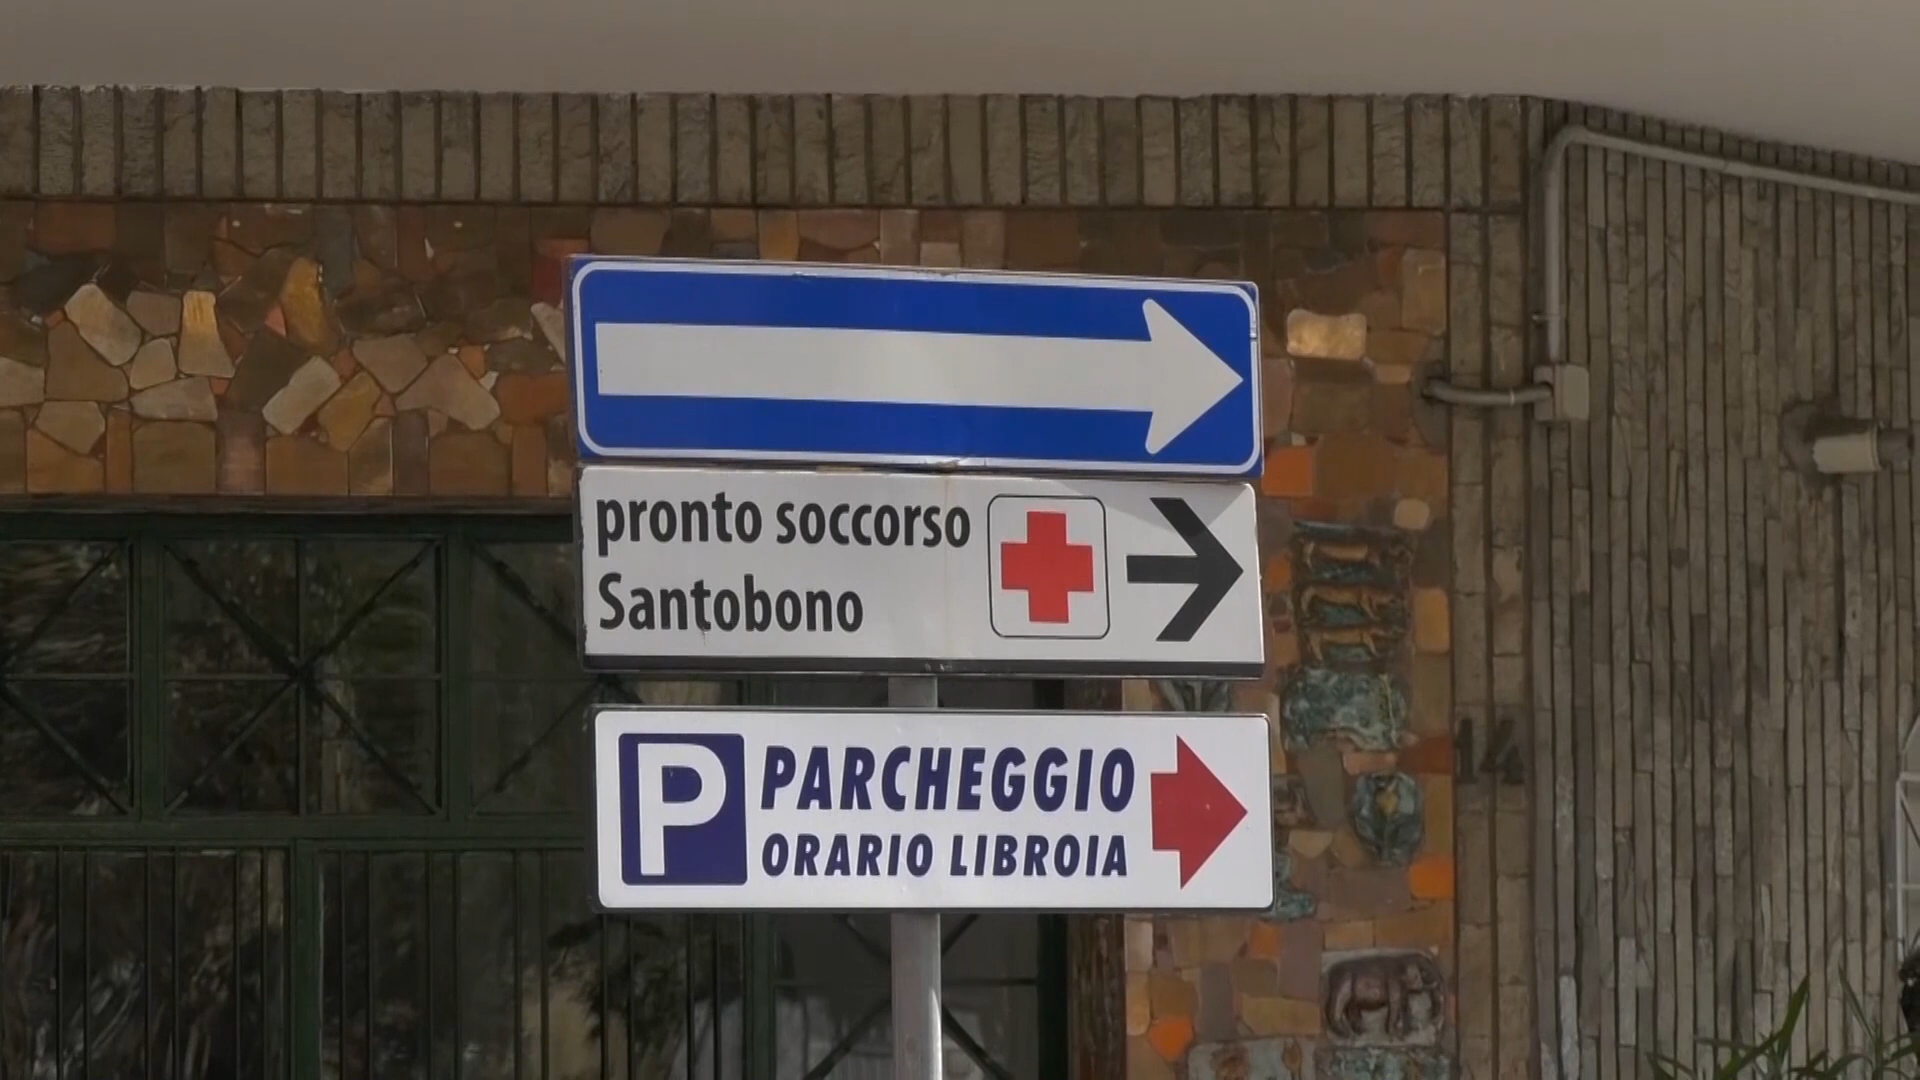 pronto soccorso
Santobono
P PARCHEGGIO
ORARIO LIBROIA
14